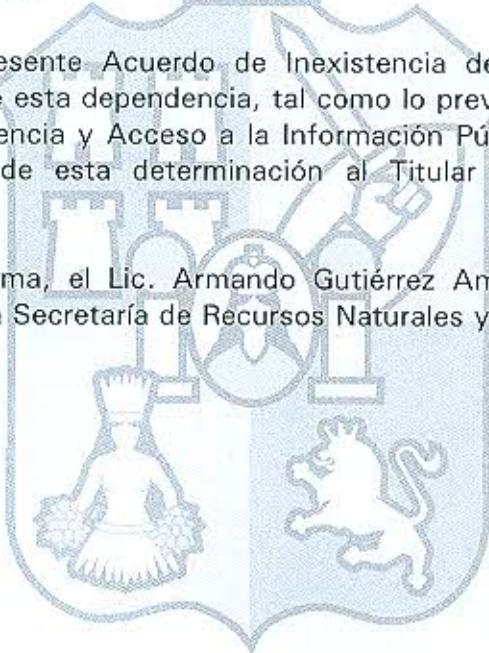 esente Acuerdo de Inexistencia de
esta dependencia, tal como lo prev
encia y Acceso a la Información Pú
de esta determinación al Titular
ma, el Lic. Armando Gutiérrez Am
Secretaría de Recursos Naturales y